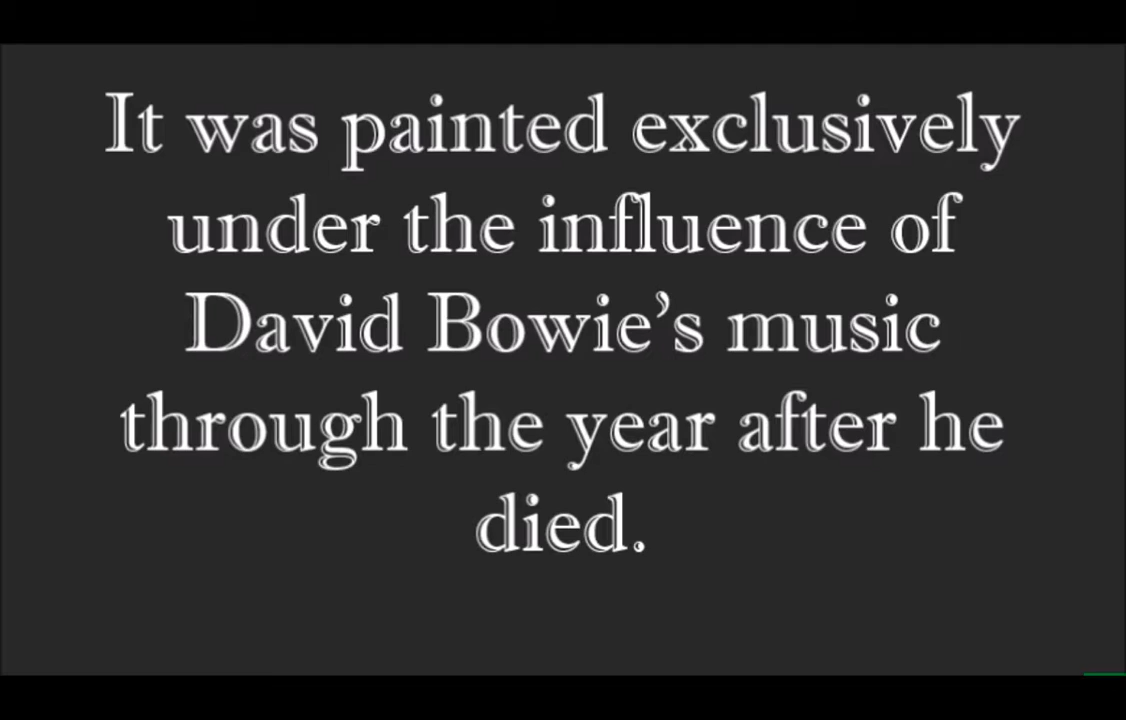 It was painted exclusively
under the influence of
David Bowie’s music
through the year after he
died.